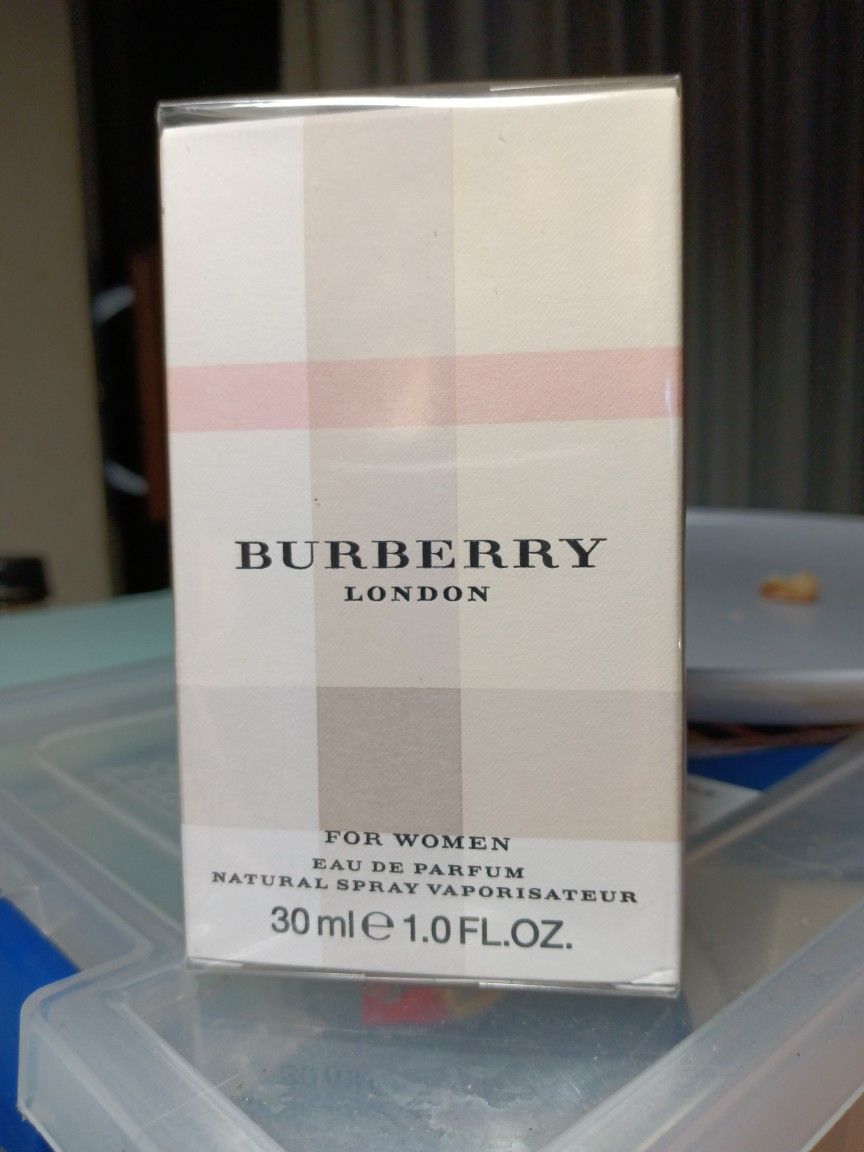 BURBERRY
LONDON
FOR WOMEN
EAU DE PARFUM
NATURAL SPRAY VAPORISATEUR
30 ml e 1.0 FL.OZ.